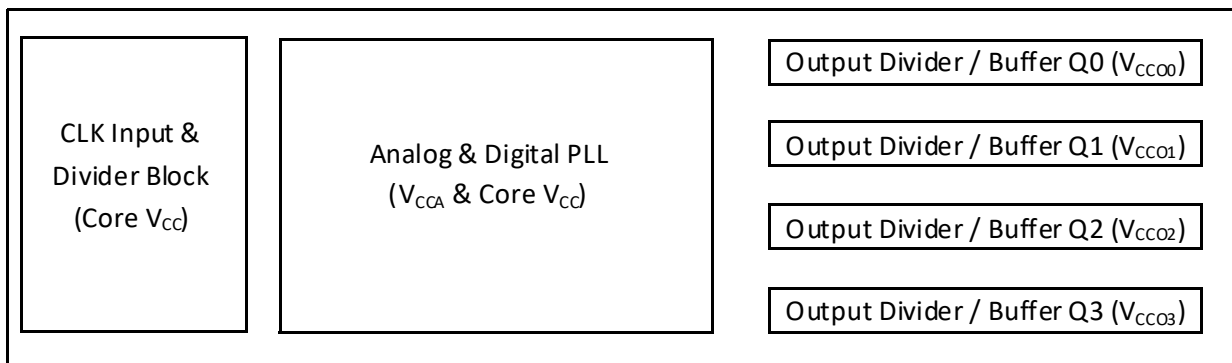 CLK Input &
Divider Block
(Core VCC)
Analog & Digital PLL
(VCCA & Core VCC)
Output Divider / Buffer Q0 (VCCO0)
Output Divider / Buffer Q1 (VCCO1)
Output Divider / Buffer Q2 (VCCO2)
Output Divider / Buffer Q3 (VCCO3)